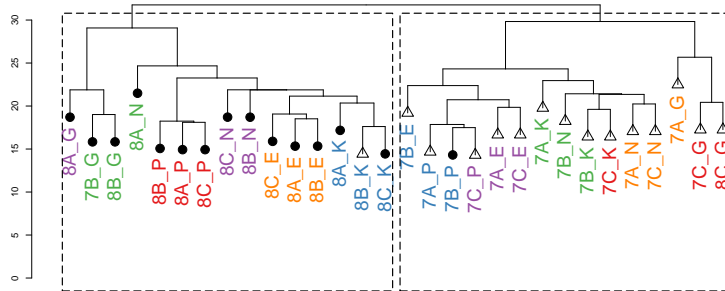 30
25
20
15
10
5
0
8A_G
7B_G
8B_G
8A_N
8B_P
8A_P
8C_P
8C_N
8B_N
8C_E
8A_E
8B_E
8A_K
8B_K
8C_K
7B_E
7A_P
7B_P
7C_P
7A_E
7C_E
7A_K
7B_N
7B_K
7C_K
7A_N
7C_N
7A_G
7C_G
8C_G